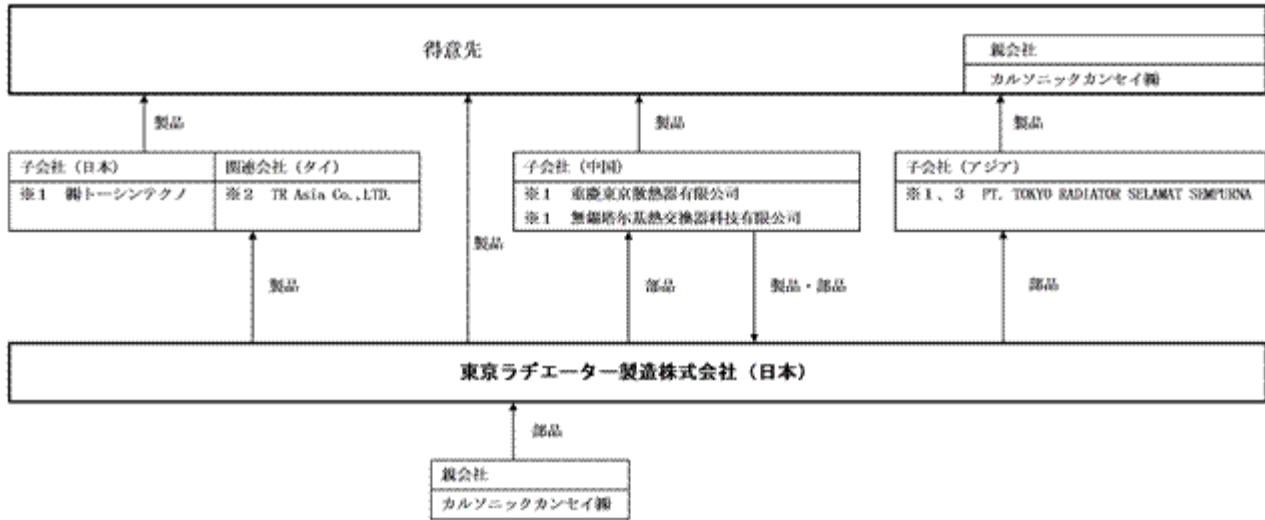 得意先
親会社
カルソニックカンセイ㈱
製品
製品
製品
子会社（日本）
関連会社（タイ）
※１ ㈱トーシンテクノ
※２ TR Asia Co.,LTD.
子会社（中国）
※１ 重慶東京散熱器有限公司
※１ 無錫塔尔基熱交換器科技有限公司
子会社（アジア）
※１、３ PT. TOKYO RADIATOR SELAMAT SEMPURNA
製品
製品
部品
製品・部品
部品
東京ラヂエーター製造株式会社（日本）
部品
親会社
カルソニックカンセイ㈱